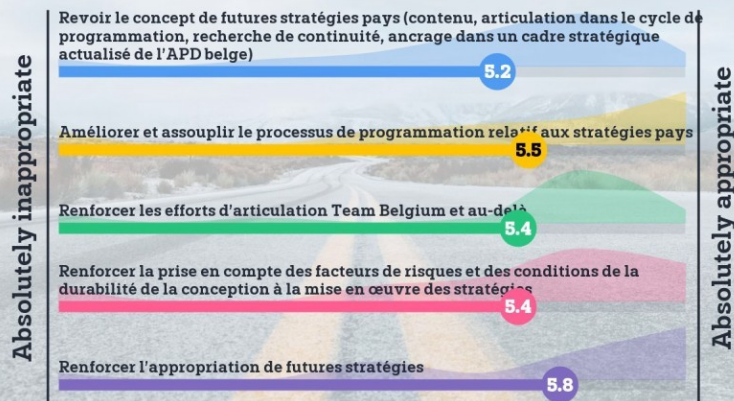 Absolutely inappropriate
Revoir le concept de futures stratégies pays (contenu, articulation dans le cycle de
programmation, recherche de continuité, ancrage dans un cadre stratégique
actualisé de l'APD belge)
5.2
Améliorer et assouplir le processus de programmation relatif aux stratégies pays
5.5
Renforcer les efforts d'articulation Team Belgium et au-delà
5.4
Renforcer la prise en compte des facteurs de risques et des conditions de la
durabilité de la conception à la mise en œuvre des stratégies
5.4
Renforcer l'appropriation de futures stratégies
5.8
Absolutely appropriate